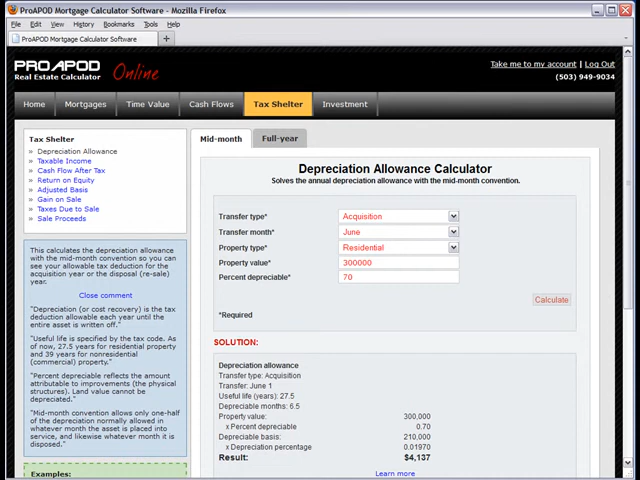 ProAPOD Mortgage Calculator Software - Mozilla Firefox
File Edit View History Bookmarks Tools Help
ProAPOD Mortgage Calculator Software
PROAPOD
Real Estate Calculator
Online
Take me to my account | Log Out
(503) 949-9034
Home Mortgages Time Value Cash Flows Tax Shelter Investment
Tax Shelter
» Depreciation Allowance
» Taxable Income
» Cash Flow After Tax
» Return on Equity
» Adjusted Basis
» Gain on Sale
» Taxes Due to Sale
» Sale Proceeds
This calculates the depreciation allowance
with the mid-month convention so you can
see your allowable tax deduction for the
acquisition year or the disposal (re-sale)
year.
Close comment
"Depreciation (or cost recovery) is the tax
deduction allowable each year until the
entire asset is written off."
"Useful life is specified by the tax code. As
of now, 27.5 years for residential property
and 39 years for nonresidential
(commercial) property."
"Percent depreciable reflects the amount
attributable to improvements (the physical
structures). Land value cannot be
depreciated."
"Mid-month convention allows only one-half
of the depreciation normally allowed in
whatever month the asset is placed into
service, and likewise whatever month it is
disposed."
Examples:
Mid-month Full-year
Depreciation Allowance Calculator
Solves the annual depreciation allowance with the mid-month convention.
Transfer type* Acquisition
Transfer month* June
Property type* Residential
Property value* 300000
Percent depreciable* 70
Calculate
*Required
SOLUTION:
Depreciation allowance
Transfer type: Acquisition
Transfer: June 1
Useful life (years): 27.5
Depreciable months: 6.5
Property value: 300,000
x Percent depreciable 0.70
Depreciable basis: 210,000
x Depreciation percentage 0.01970
Result: $4,137
Learn more